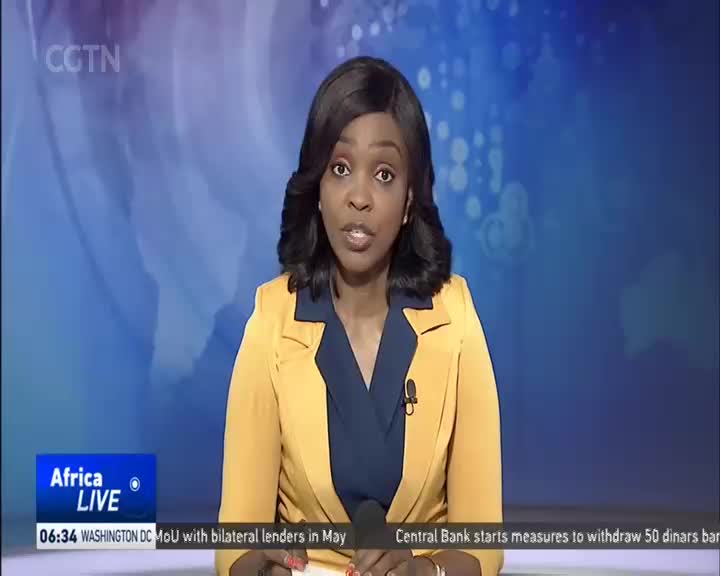 CGTN
Africa
LIVE
06:34 WASHINGTON DC MoU with bilateral lenders in May Central Bank starts measures to withdraw 50 dinars ban